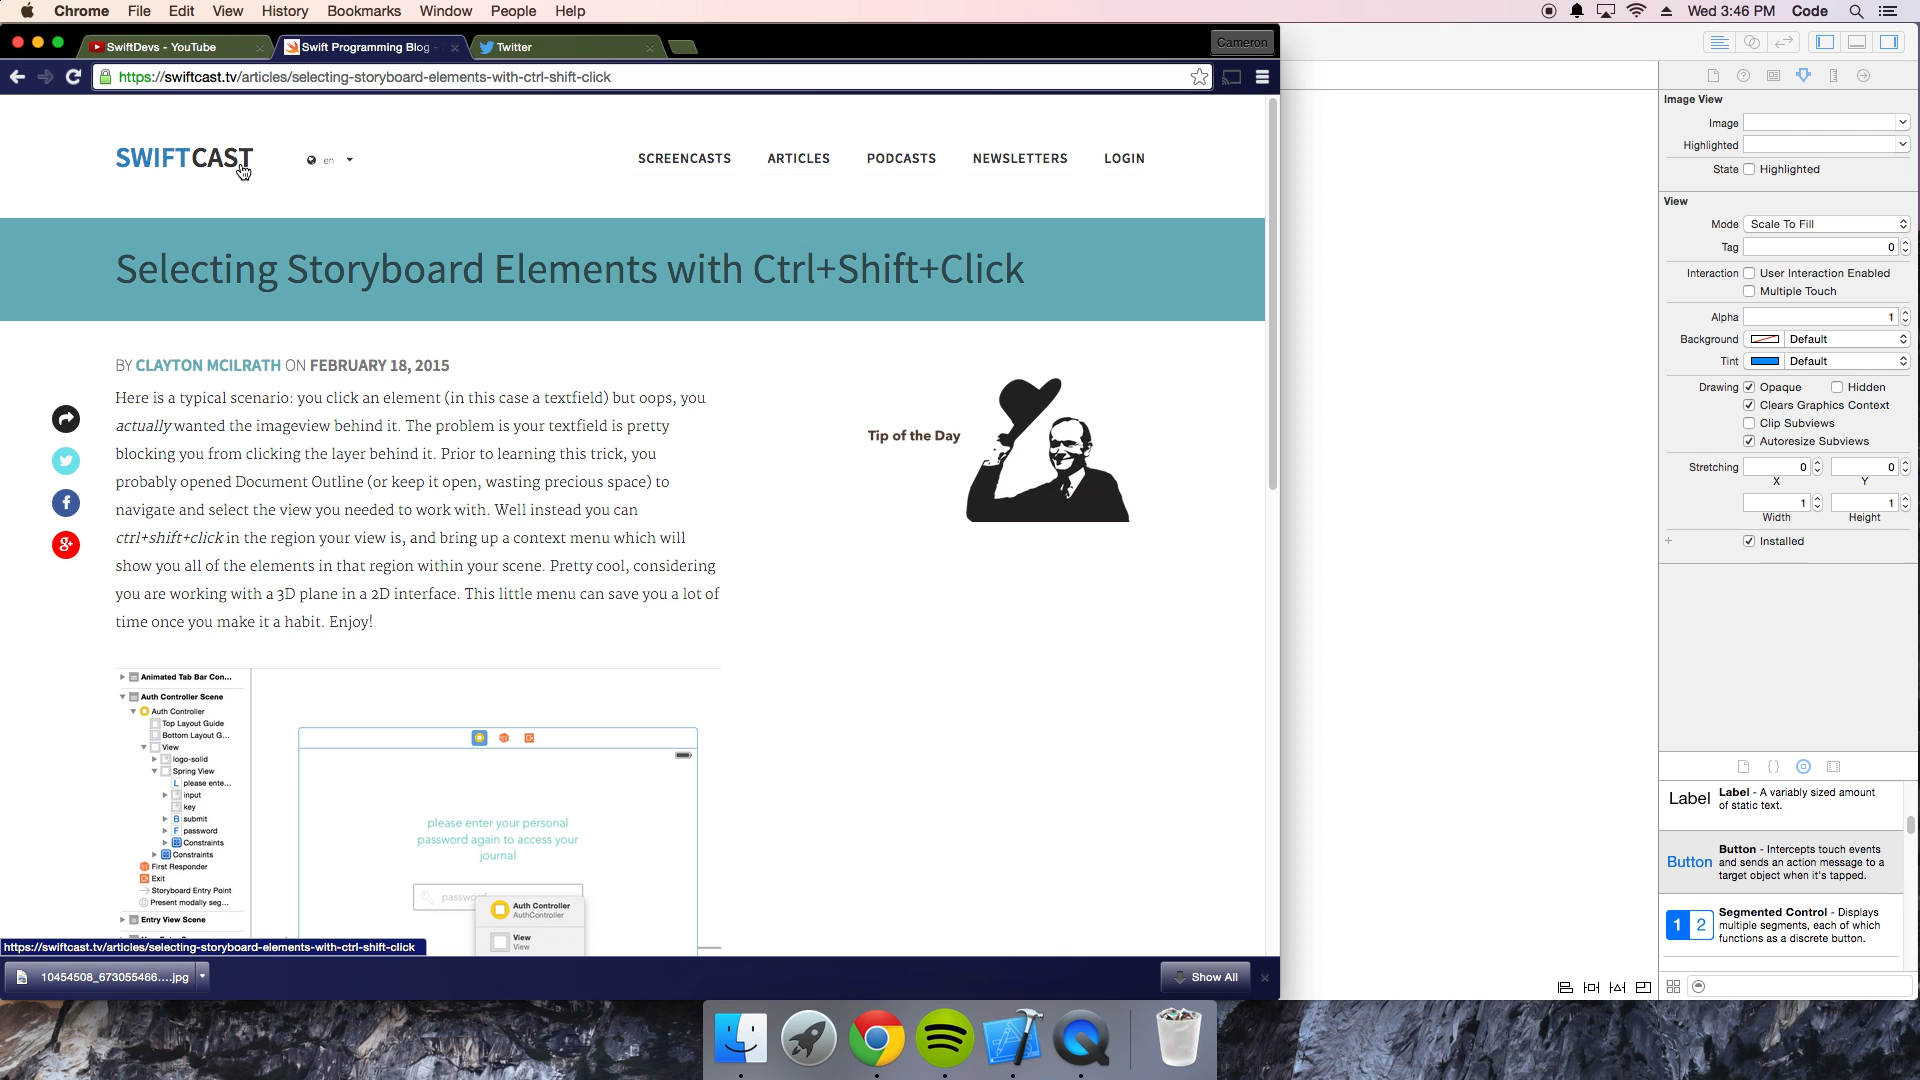 Chrome File Edit View History Bookmarks Window People Help
Wed 3:46 PM Code
SwiftDevs - YouTube
Swift Programming Blog -
Twitter
Cameron
https://swiftcast.tv/articles/selecting-storyboard-elements-with-ctrl-shift-click
SWIFTCAST
en
SCREENCASTS ARTICLES PODCASTS NEWSLETTERS LOGIN
Selecting Storyboard Elements with Ctrl+Shift+Click
BY CLAYTON MCILRATH ON FEBRUARY 18, 2015
Here is a typical scenario: you click an element (in this case a textfield) but oops, you
actually wanted the imageview behind it. The problem is your textfield is pretty
blocking you from clicking the layer behind it. Prior to learning this trick, you
probably opened Document Outline (or keep it open, wasting precious space) to
navigate and select the view you needed to work with. Well instead you can
ctrl+shift+click in the region your view is, and bring up a context menu which will
show you all of the elements in that region within your scene. Pretty cool, considering
you are working with a 3D plane in a 2D interface. This little menu can save you a lot of
time once you make it a habit. Enjoy!
Tip of the Day
Animated Tab Bar Con...
Auth Controller Scene
Auth Controller
Top Layout Guide
Bottom Layout G...
View
logo-solid
Spring View
L please ente...
input
key
B submit
F password
Constraints
Constraints
First Responder
Exit
Storyboard Entry Point
Present modally seg...
Entry View Scene
please enter your personal
password again to access your
journal
password
Auth Controller
AuthController
View
View
https://swiftcast.tv/articles/selecting-storyboard-elements-with-ctrl-shift-click
10454508_673055466....jpg
Show All
Image View
Image
Highlighted
State Highlighted
View
Mode Scale To Fill
Tag 0
Interaction User Interaction Enabled
Multiple Touch
Alpha 1
Background Default
Tint Default
Drawing Opaque Hidden
Clears Graphics Context
Clip Subviews
Autoresize Subviews
Stretching 0 0
X Y
1 1
Width Height
+ Installed
Label Label - A variably sized amount
of static text.
Button Button - Intercepts touch events
and sends an action message to a
target object when it's tapped.
1 2 Segmented Control - Displays
multiple segments, each of which
functions as a discrete button.